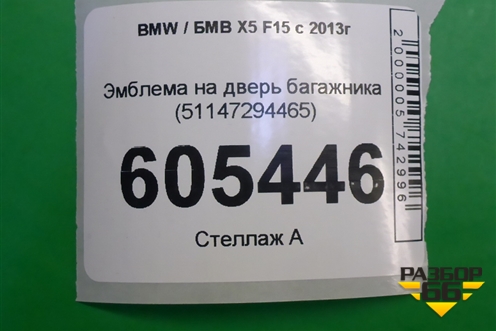 BMW / БМВ X5 F15 с 2013г
Эмблема на дверь багажника
(51147294465)
605446
Стеллаж А
2000005742996
РАЗБОР
66